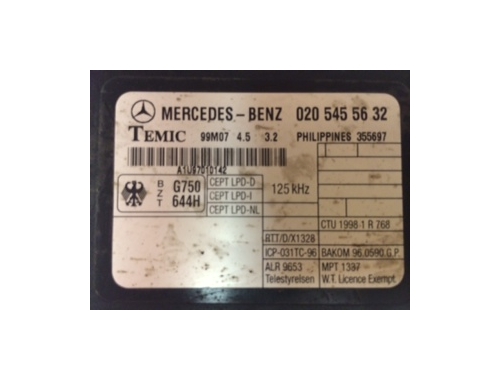 MERCEDES-BENZ 020 545 56 32
TEMIC 99M07 4.5 3.2 PHILIPPINES 355697
A1U97010142
BZT G750 644H
CEPT LPD-D
CEPT LPD-I
CEPT LPD-NL
125 kHz
CTU 1998-1 R 768
RTT/D/X1328
ICP-031TC-96 BAKOM 96.0590.G.P
ALR 9653 MPT 1337
Telestyrelsen W.T. Licence Exempt.